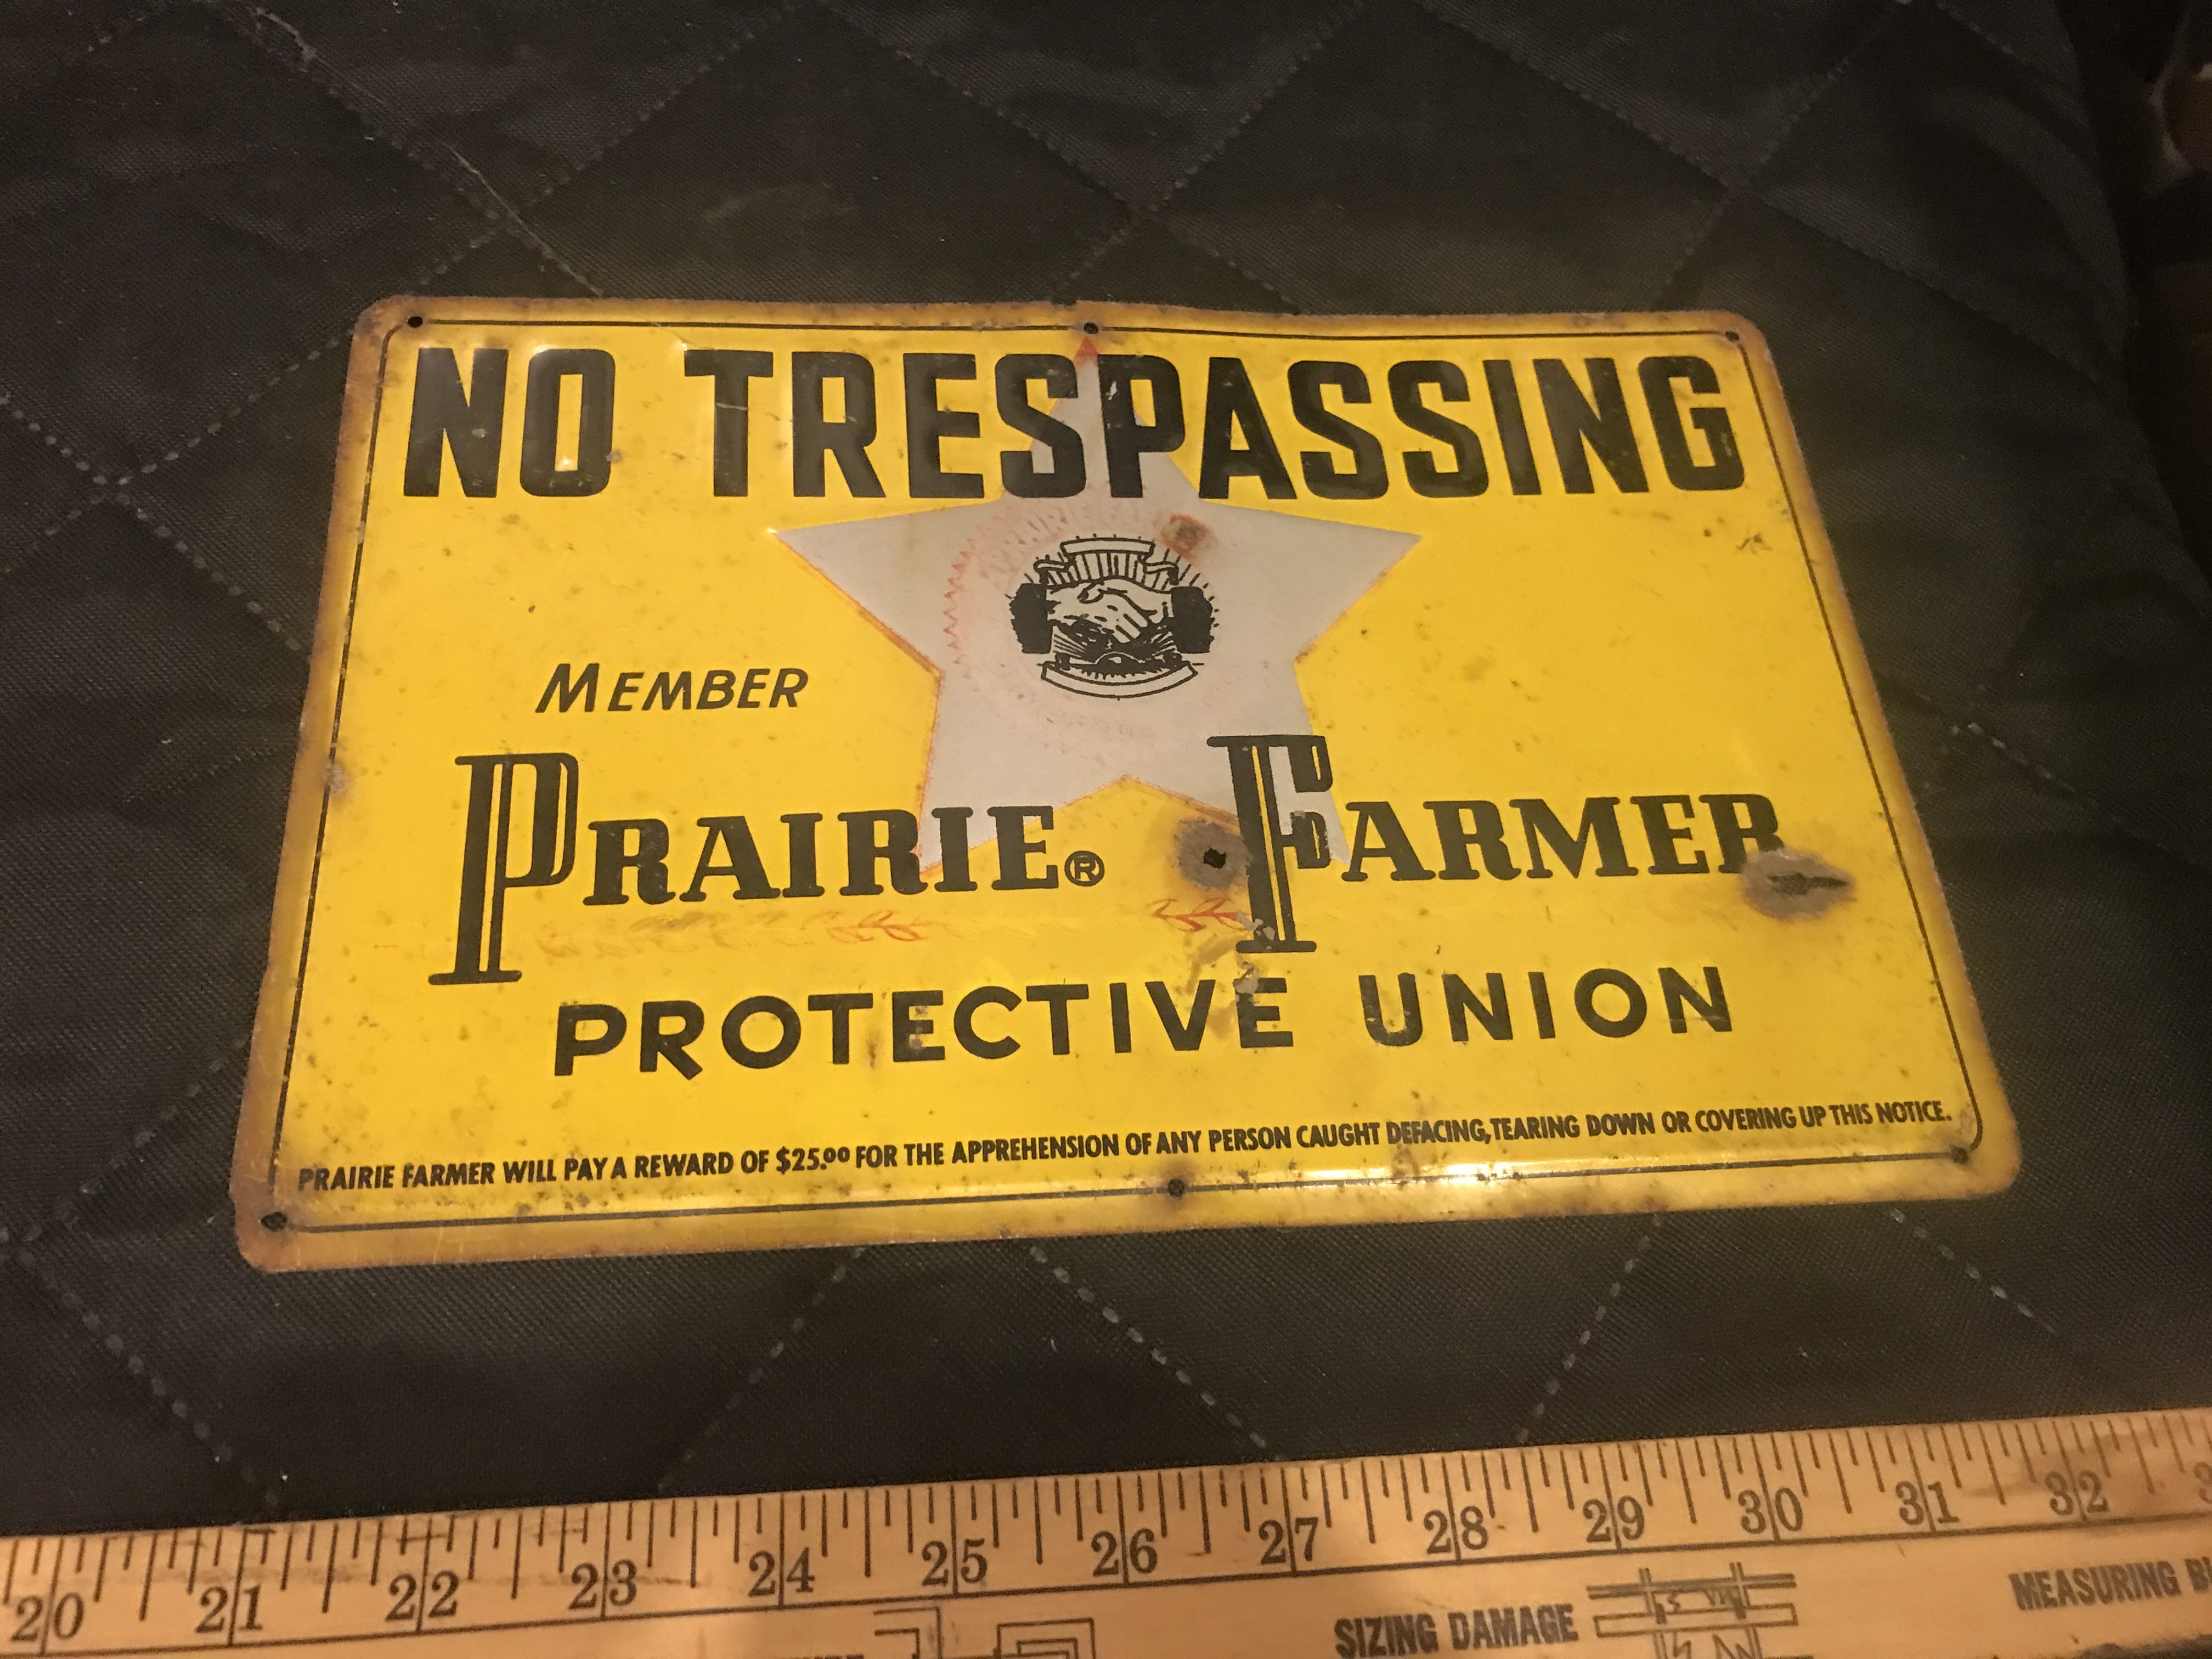 NO TRESPASSING
MEMBER
PRAIRIE® FARMER
PROTECTIVE UNION
PRAIRIE FARMER WILL PAY A REWARD OF $25.00 FOR THE APPREHENSION OF ANY PERSON CAUGHT DEFACING, TEARING DOWN OR COVERING UP THIS NOTICE.
20 21 22 23 24 25 26 27 28 29 30 31 32
SIZING DAMAGE
MEASURING